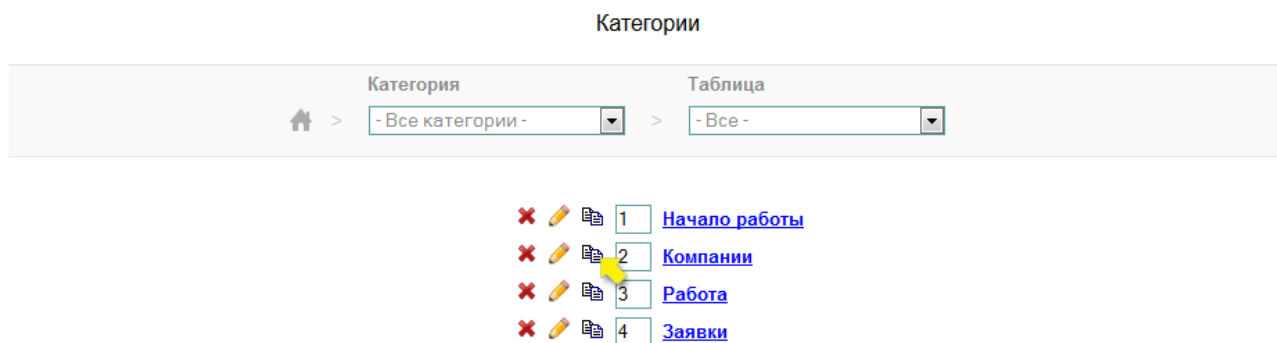 Категории
Категория Таблица
> - Все категории - > - Все -
1 Начало работы
2 Компании
3 Работа
4 Заявки